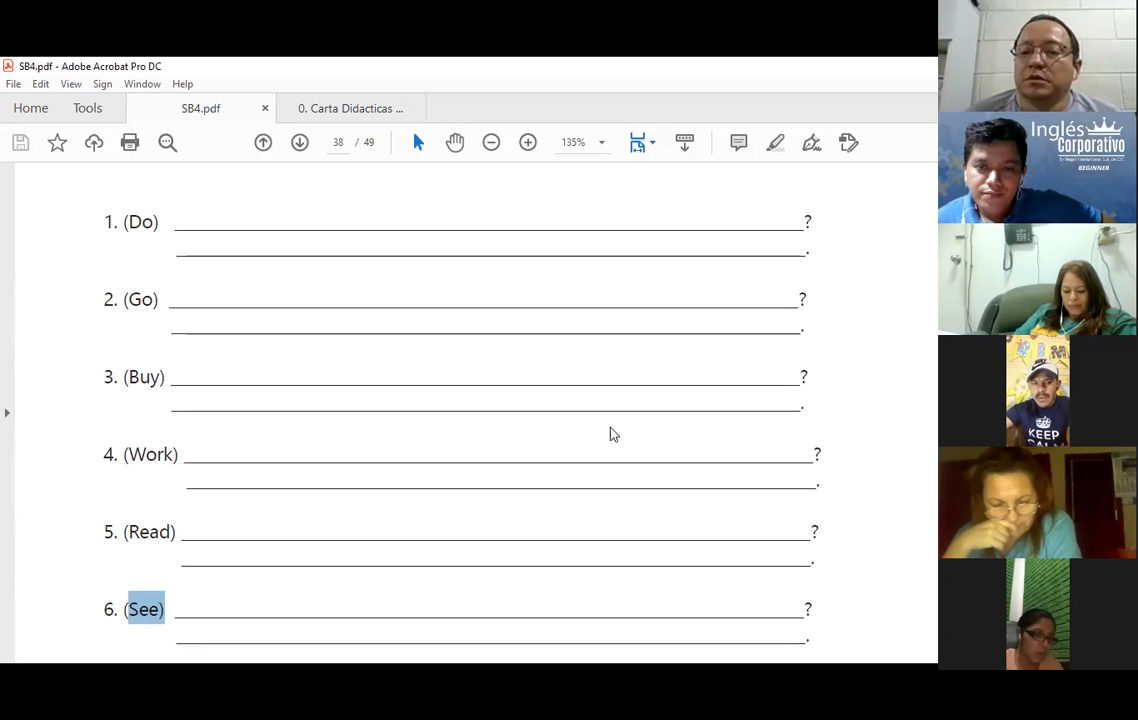 SB4.pdf - Adobe Acrobat Pro DC
File Edit View Sign Window Help
Home Tools SB4.pdf × 0. Carta Didacticas ...
38 / 49 135%
1. (Do) ?
.
2. (Go) ?
.
3. (Buy) ?
.
4. (Work) ?
.
5. (Read) ?
.
6. (See) ?
.
Inglés
Corporativo
BEGINNER
KEEP
CALM